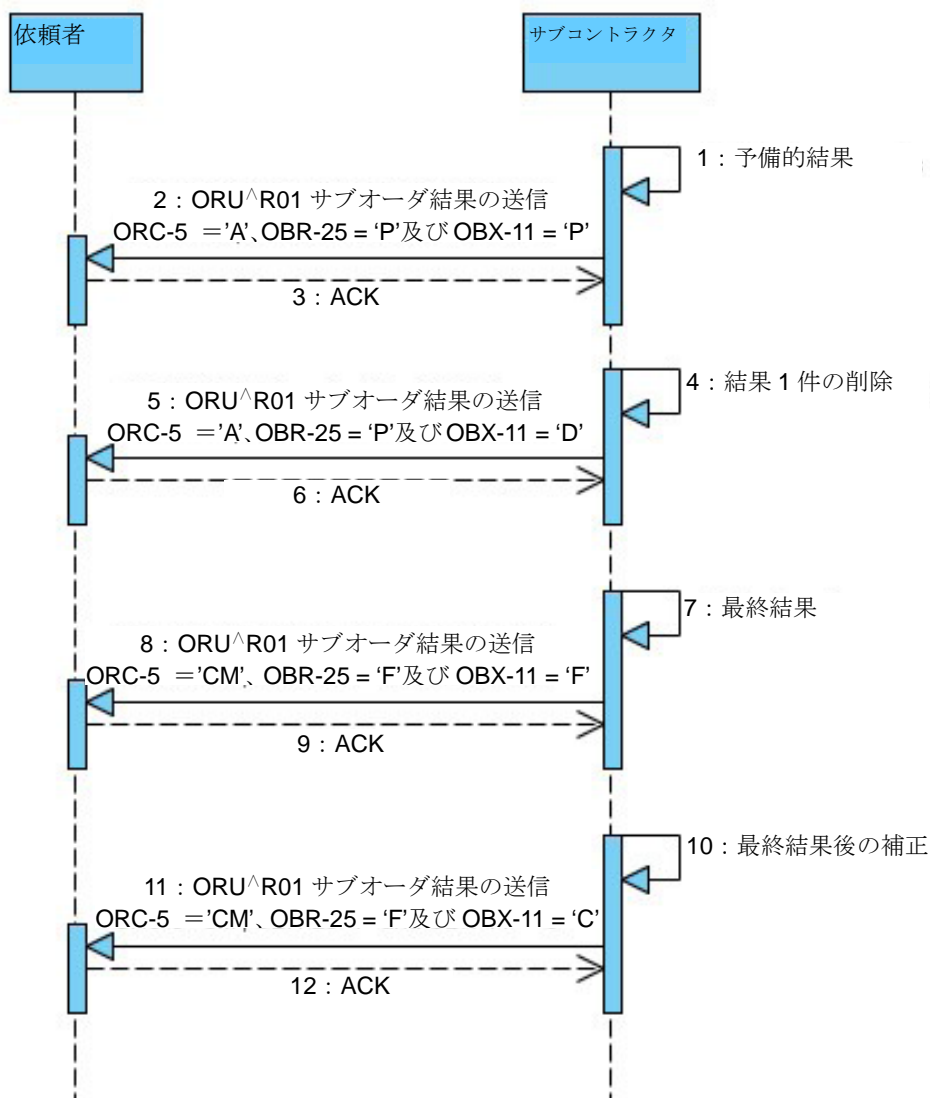 依頼者
サブコントラクタ
1：予備的結果
2：ORU^R01 サブオーダ結果の送信
ORC-5 ＝’A’、OBR-25 = ‘P’及び OBX-11 = ‘P’
3：ACK
4：結果 1 件の削除
5：ORU^R01 サブオーダ結果の送信
ORC-5 ＝’A’、OBR-25 = ‘P’及び OBX-11 = ‘D’
6：ACK
7：最終結果
8：ORU^R01 サブオーダ結果の送信
ORC-5 ＝’CM’、OBR-25 = ‘F’及び OBX-11 = ‘F’
9：ACK
10：最終結果後の補正
11：ORU^R01 サブオーダ結果の送信
ORC-5 ＝’CM’、OBR-25 = ‘F’及び OBX-11 = ‘C’
12：ACK